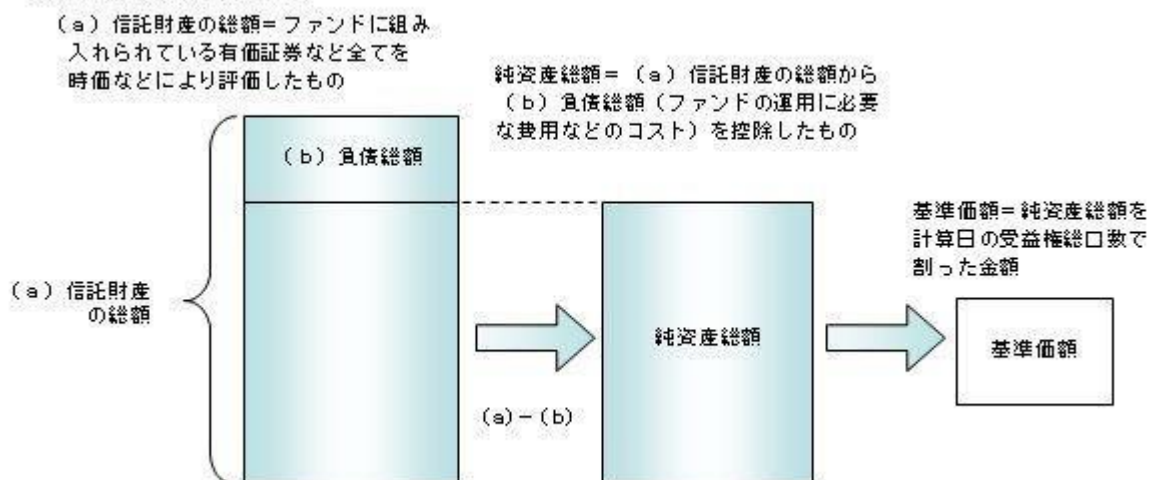 (a)信託財産の総額=ファンドに組み
入れられている有価証券など全てを
時価などにより評価したもの
純資産総額=(a)信託財産の総額から
(b)負債総額(ファンドの運用に必要
な費用などのコスト)を控除したもの
(b)負債総額
基準価額=純資産総額を
計算日の受益権総口数で
割った金額
(a)信託財産
の総額
純資産総額
基準価額
(a)-(b)